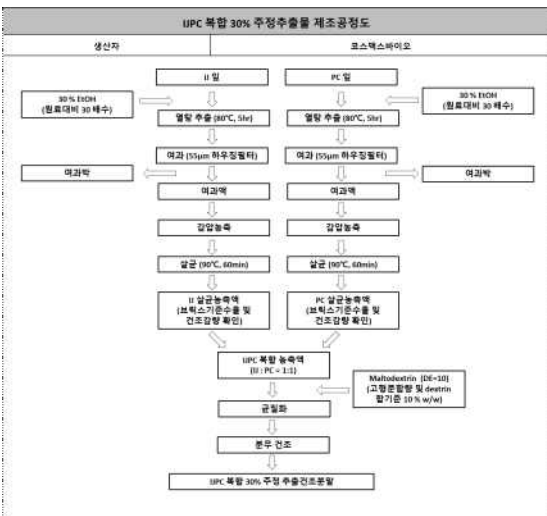 IJPC 복합 30% 주정추출물 제조공정도
생산자
코스맥스바이오
IJ 잎
PC 잎
30% EtOH
(원료대비 30 배수)
30% EtOH
(원료대비 30 배수)
열탕 추출 (80℃, 5hr)
열탕 추출 (80℃, 5hr)
여과 (55μm 하우징필터)
여과 (55μm 하우징필터)
여과박
여과박
여과액
여과액
감압농축
감압농축
살균 (90℃, 60min)
살균 (90℃, 60min)
IJ 살균농축액
(브릭스기준수율 및
건조감량 확인)
PC 살균농축액
(브릭스기준수율 및
건조감량 확인)
IJPC 복합 농축액
(IJ : PC = 1:1)
Maltodextrin (DE=10)
(고형분함량 및 dextrin
합기준 10 % w/w)
균질화
분무 건조
IJPC 복합 30% 주정 추출건조분말